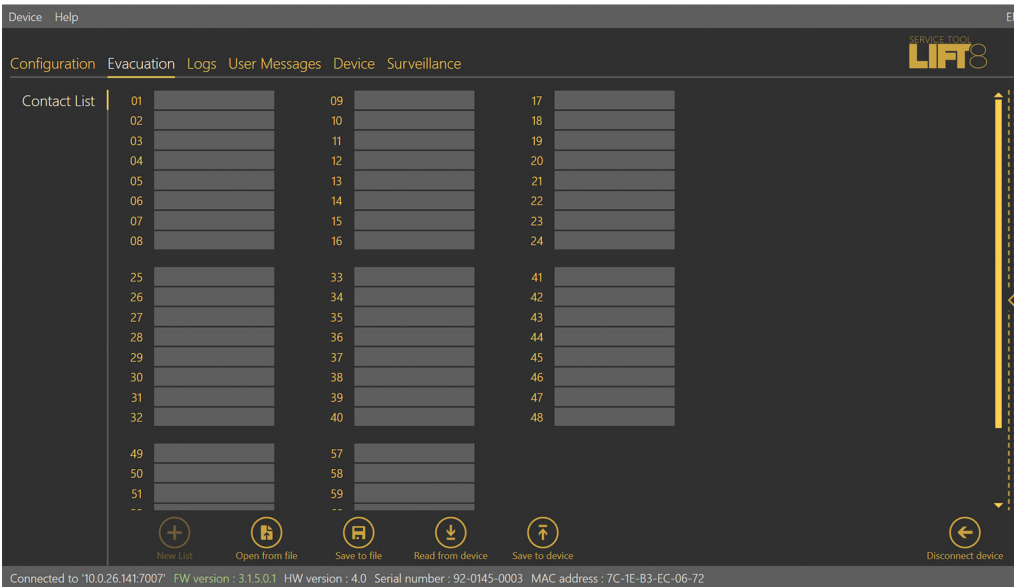 Device Help
SERVICE TOOL
LIFT8
Configuration Evacuation Logs User Messages Device Surveillance
Contact List
01 09 17
02 10 18
03 11 19
04 12 20
05 13 21
06 14 22
07 15 23
08 16 24
25 33 41
26 34 42
27 35 43
28 36 44
29 37 45
30 38 46
31 39 47
32 40 48
49 57
50 58
51 59
New List Open from file Save to file Read from device Save to device Disconnect device
Connected to '10.0.26.141:7007' FW version : 3.1.5.0.1 HW version : 4.0 Serial number : 92-0145-0003 MAC address : 7C-1E-B3-EC-06-72